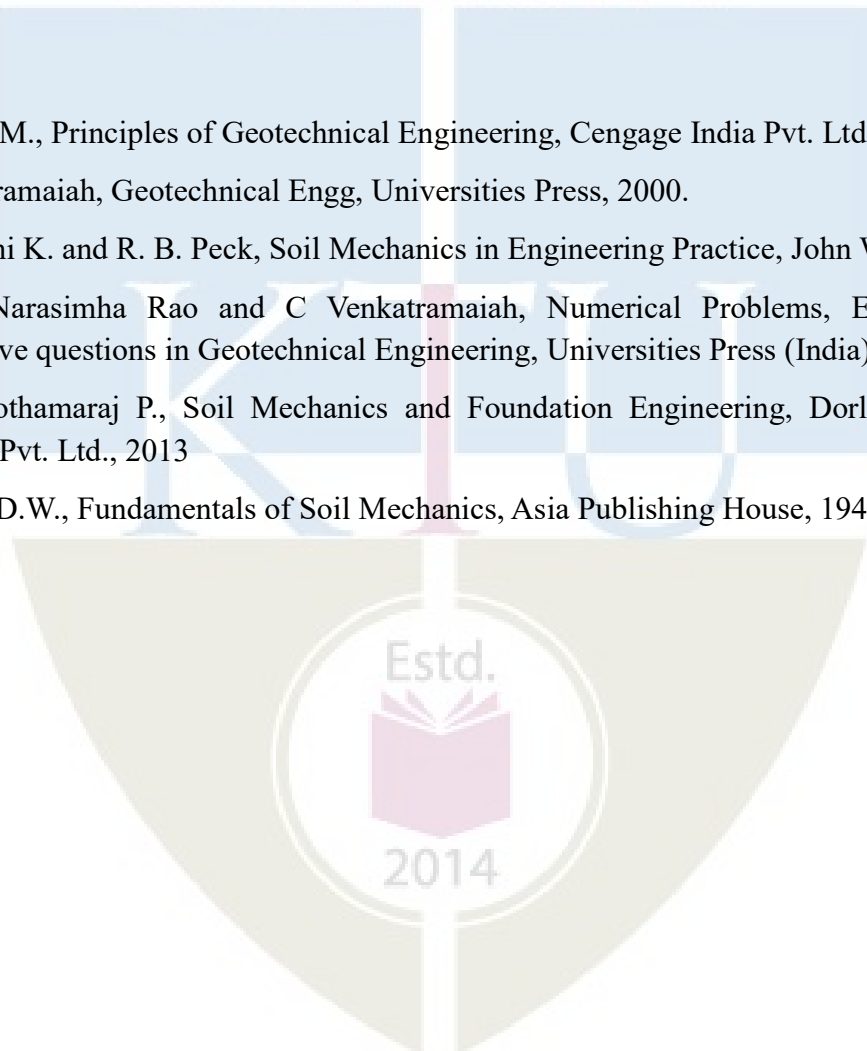 M., Principles of Geotechnical Engineering, Cengage India Pvt. Ltd
ramaiah, Geotechnical Engg, Universities Press, 2000.
ni K. and R. B. Peck, Soil Mechanics in Engineering Practice, John
Narasimha Rao and C Venkatramaiah, Numerical Problems, E
ve questions in Geotechnical Engineering, Universities Press (India)
othamaraj P., Soil Mechanics and Foundation Engineering, Dorl
Pvt. Ltd., 2013
D.W., Fundamentals of Soil Mechanics, Asia Publishing House, 194
KTU
Estd.
2014